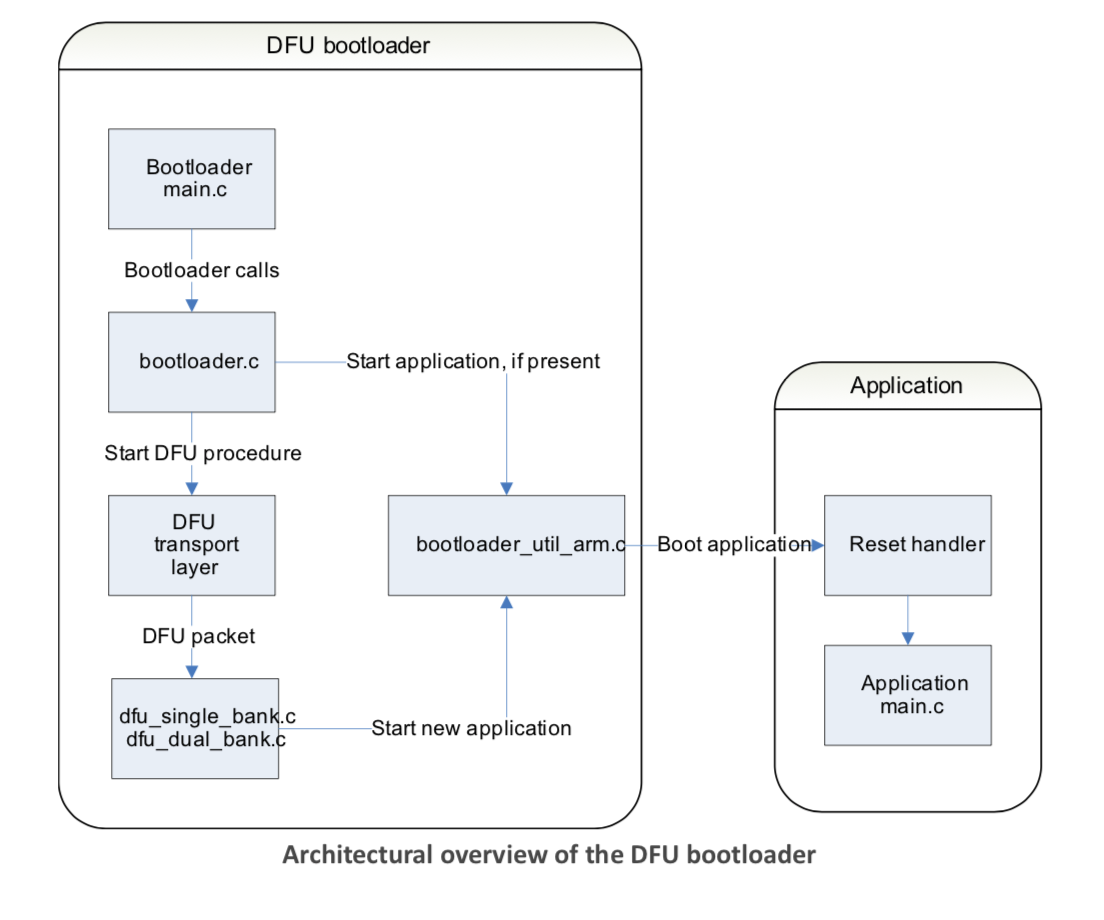 DFU bootloader
Bootloader
main.c
Bootloader calls
bootloader.c
Start application, if present
Start DFU procedure
DFU
transport
layer
bootloader_util_arm.c
Boot application
DFU packet
dfu_single_bank.c
dfu_dual_bank.c
Start new application
Application
Reset handler
Application
main.c
Architectural overview of the DFU bootloader